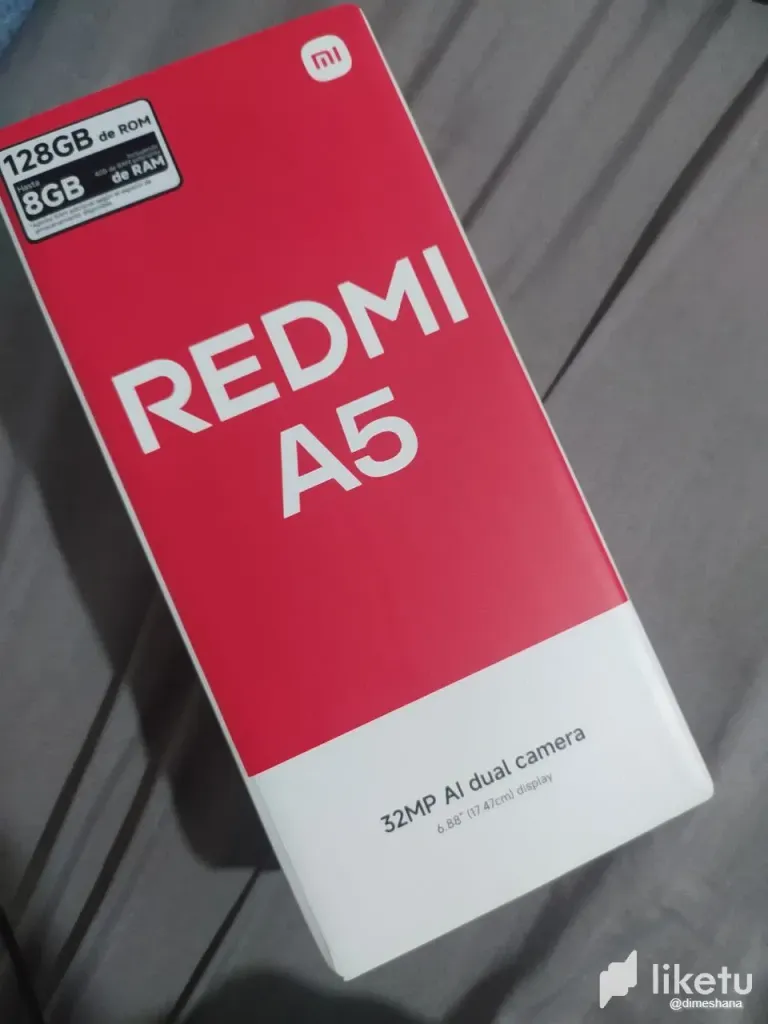 mi
128GB de ROM
Hasta
8GB de RAM
REDMI
A5
32MP AI dual camera
6.88" (17.47cm) display
liketu
@dimeshana